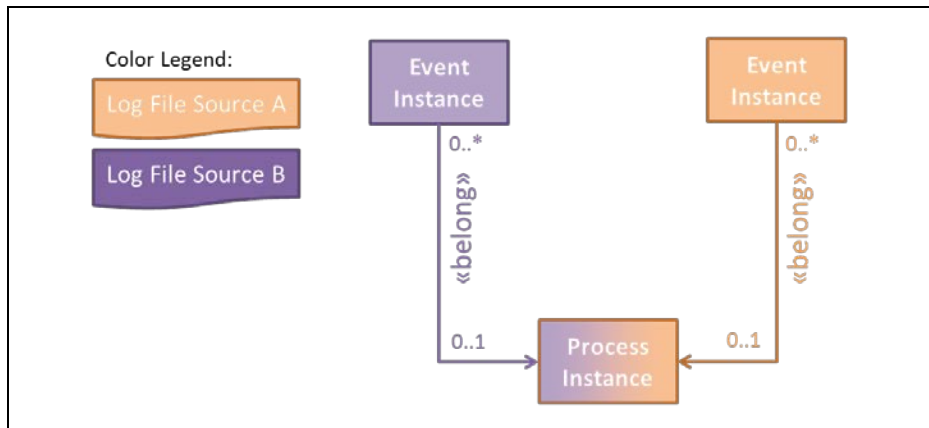 Color Legend:
Log File Source A
Log File Source B
Event
Instance
0..*
«belong»
0..1
Event
Instance
0..*
«belong»
0..1
Process
Instance